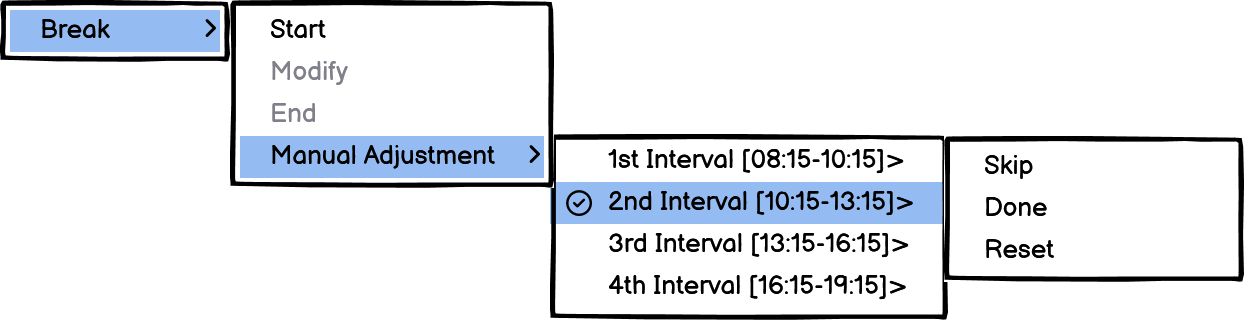 Break >
Start
Modify
End
Manual Adjustment >
1st Interval [08:15-10:15]>
2nd Interval [10:15-13:15]>
3rd Interval [13:15-16:15]>
4th Interval [16:15-19:15]>
Skip
Done
Reset